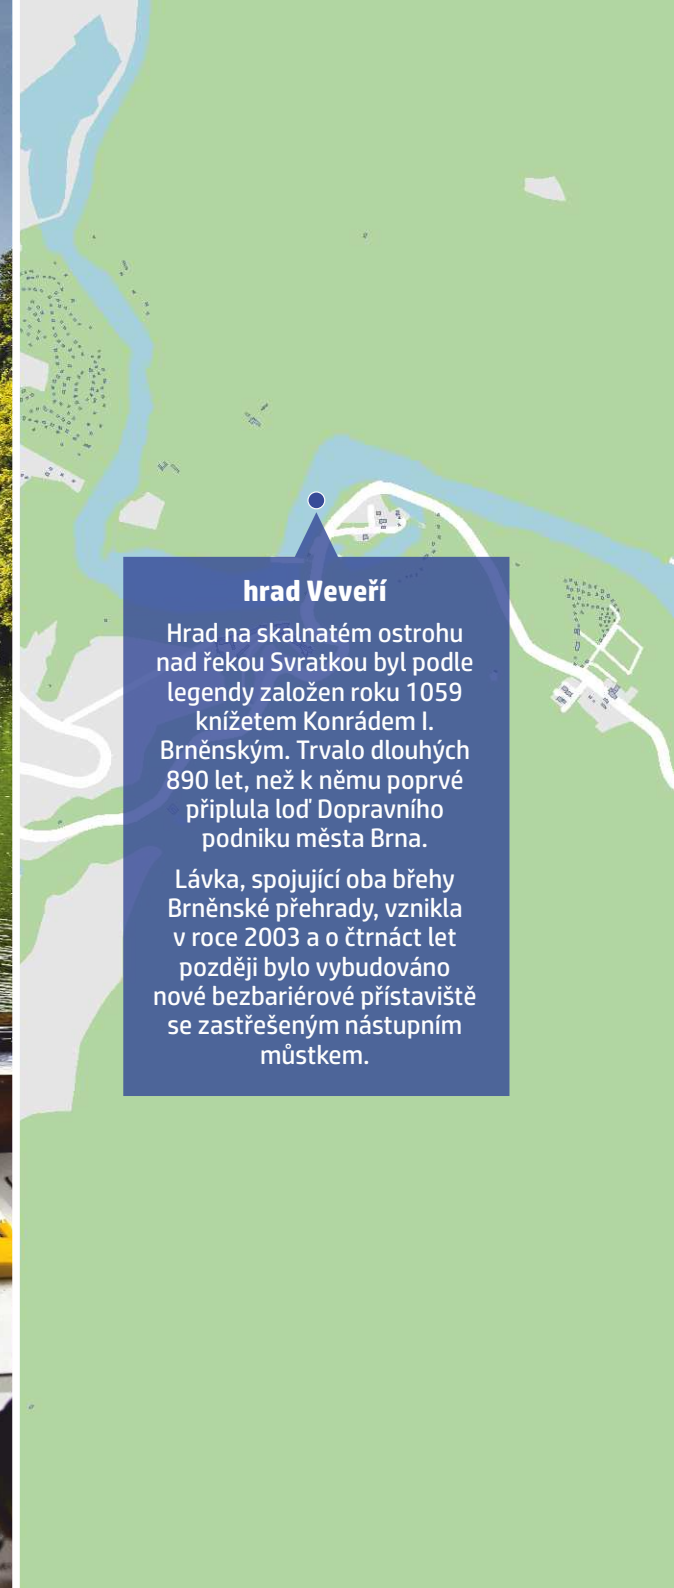 hrad Veveří
Hrad na skalnatém ostrohu
nad řekou Svratkou byl podle
legendy založen roku 1059
knížetem Konrádem I.
Brněnským. Trvalo dlouhých
890 let, než k němu poprvé
připlula loď Dopravního
podniku města Brna.
Lávka, spojující oba břehy
Brněnské přehrady, vznikla
v roce 2003 a o čtrnáct let
později bylo vybudováno
nové bezbariérové přístaviště
se zastřešeným nástupním
můstkem.